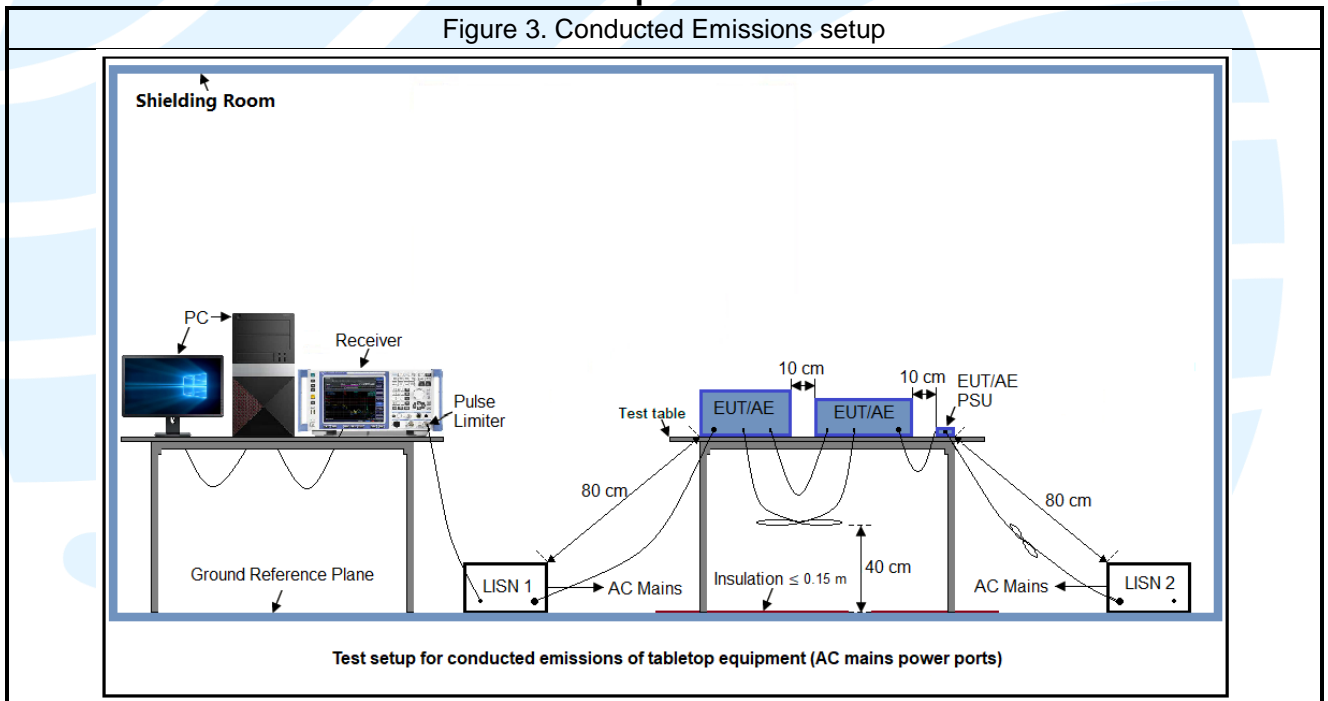 Figure 3. Conducted Emissions setup
Shielding Room
PC
Receiver
Pulse
Limiter
10 cm
10 cm
EUT/AE
PSU
EUT/AE
EUT/AE
Test table
80 cm
80 cm
40 cm
Ground Reference Plane
LISN 1
AC Mains
Insulation ≤ 0.15 m
AC Mains
LISN 2
Test setup for conducted emissions of tabletop equipment (AC mains power ports)